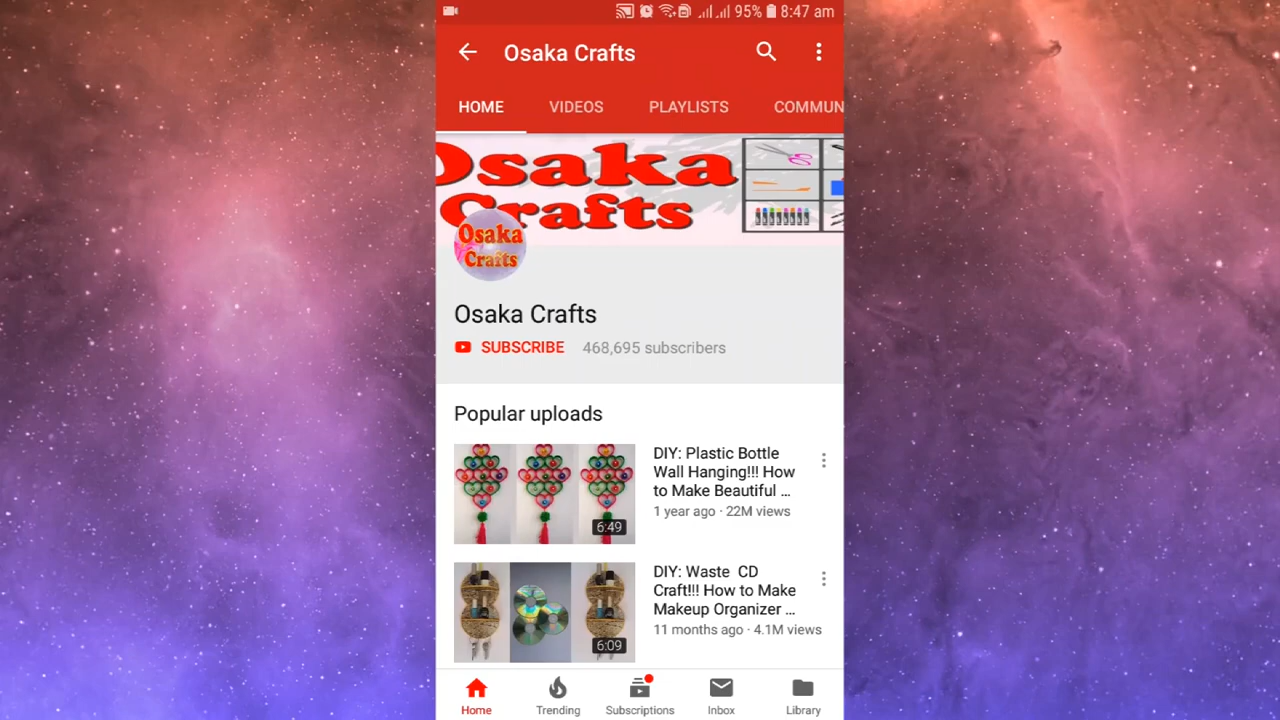 95% 8:47 am
Osaka Crafts
HOME VIDEOS PLAYLISTS COMMUN
Osaka
Crafts
Osaka
Crafts
Osaka Crafts
SUBSCRIBE 468,695 subscribers
Popular uploads
DIY: Plastic Bottle
Wall Hanging!!! How
to Make Beautiful ...
1 year ago · 22M views
6:49
DIY: Waste CD
Craft!!! How to Make
Makeup Organizer ...
11 months ago · 4.1M views
6:09
Home Trending Subscriptions Inbox Library